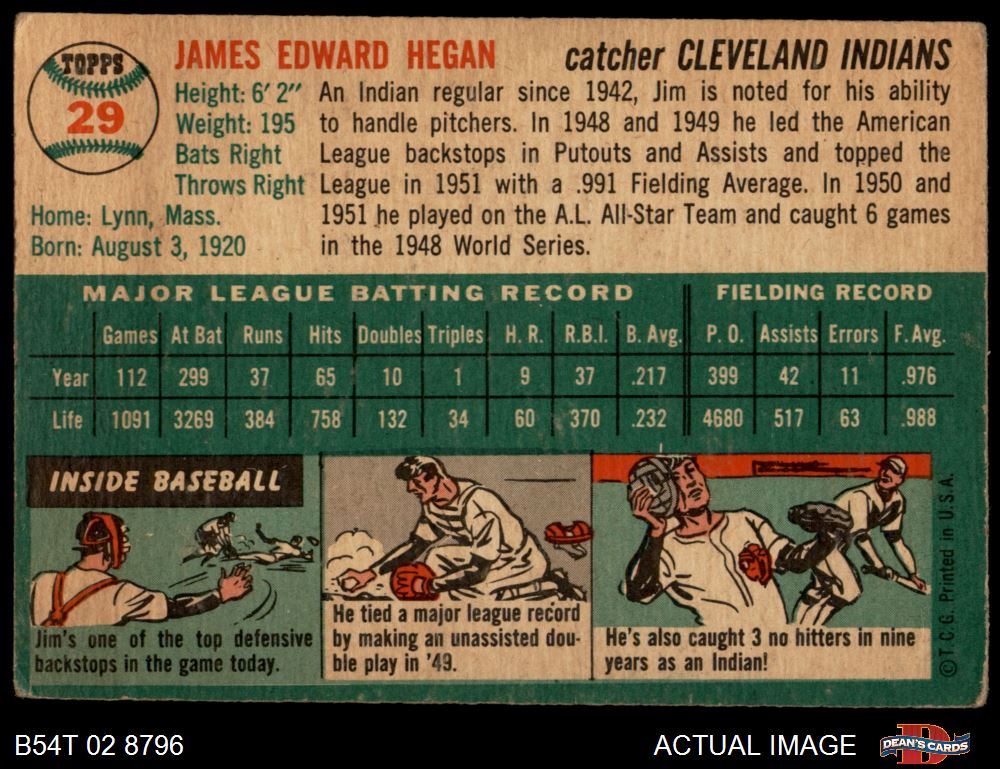 TOPPS
29
JAMES EDWARD HEGAN
catcher CLEVELAND INDIANS
Height: 6' 2"
Weight: 195
Bats Right
Throws Right
Home: Lynn, Mass.
Born: August 3, 1920
An Indian regular since 1942, Jim is noted for his ability
to handle pitchers. In 1948 and 1949 he led the American
League backstops in Putouts and Assists and topped the
League in 1951 with a .991 Fielding Average. In 1950 and
1951 he played on the A.L. All-Star Team and caught 6 games
in the 1948 World Series.
MAJOR LEAGUE BATTING RECORD FIELDING RECORD
Games At Bat Runs Hits Doubles Triples H. R. R.B.I. B. Avg. P. O. Assists Errors F. Avg.
Year 112 299 37 65 10 1 9 37 .217 399 42 11 .976
Life 1091 3269 384 758 132 34 60 370 .232 4680 517 63 .988
INSIDE BASEBALL
Jim's one of the top defensive
backstops in the game today.
He tied a major league record
by making an unassisted dou-
ble play in '49.
He's also caught 3 no hitters in nine
years as an Indian!
©T.C.G. Printed in U.S.A.
B54T 02 8796
ACTUAL IMAGE
DEAN'S CARDS